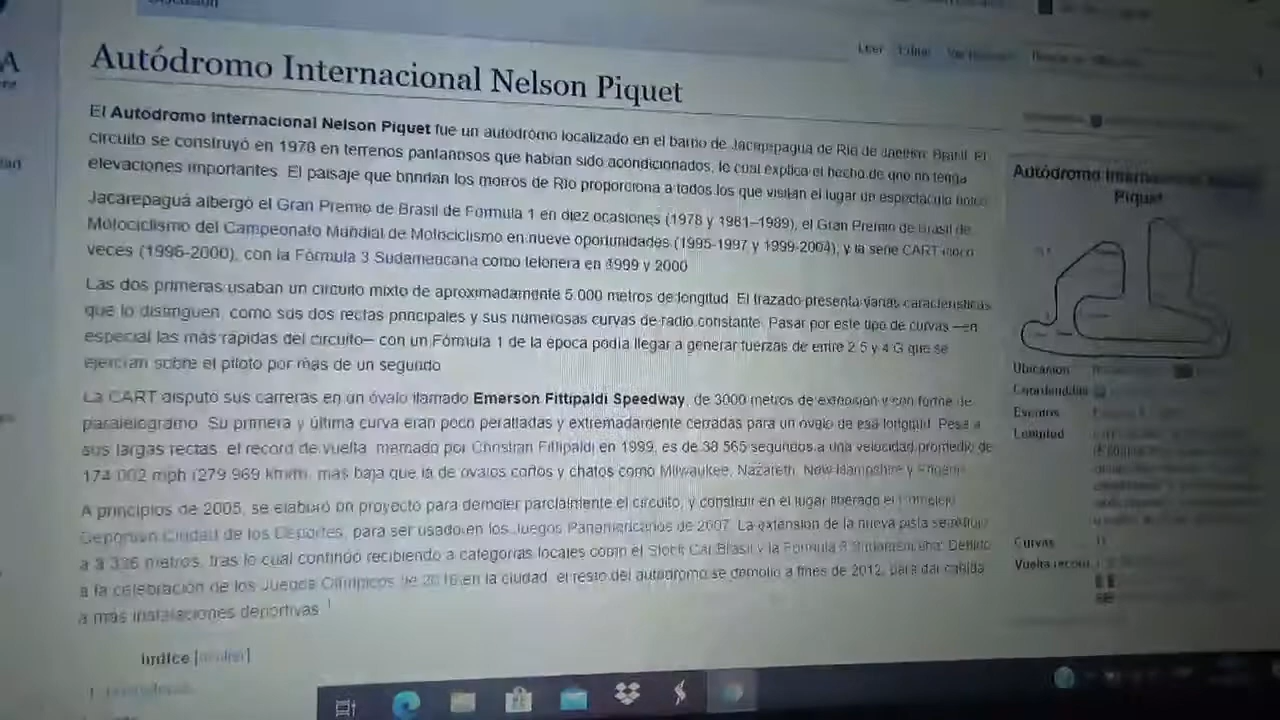 Discusión
Leer
Autódromo Internacional Nelson Piquet
El Autódromo Internacional Nelson Piquet fue un autódromo localizado en el barrio de Jacarepaguá de Río de Janeiro, Brasil. El
circuito se construyó en 1978 en terrenos pantanosos que habían sido acondicionados, lo cual explica el hecho de que no tenga
elevaciones importantes. El paisaje que brindan los morros de Río proporciona a todos los que visitan el lugar un espectáculo único.
Jacarepaguá albergó el Gran Premio de Brasil de Fórmula 1 en diez ocasiones (1978 y 1981–1989), el Gran Premio de Brasil de
Motociclismo del Campeonato Mundial de Motociclismo en nueve oportunidades (1995-1997 y 1999-2004), y la serie CART cinco
veces (1996-2000), con la Fórmula 3 Sudamericana como telonera en 1999 y 2000
Las dos primeras usaban un circuito mixto de aproximadamente 5.000 metros de longitud. El trazado presenta varias características
que lo distinguen, como sus dos rectas principales y sus numerosas curvas de radio constante. Pasar por este tipo de curvas —en
especial las más rápidas del circuito— con un Fórmula 1 de la época podía llegar a generar fuerzas de entre 2.5 y 4 G que se
ejercían sobre el piloto por más de un segundo
La CART disputó sus carreras en un óvalo llamado Emerson Fittipaldi Speedway, de 3000 metros de extensión y con forma de
paralelogramo. Su primera y última curva eran poco peraltadas y extremadamente cerradas para un óvalo de esa longitud. Pese a
sus largas rectas, el record de vuelta, marcado por Christian Fittipaldi en 1999, es de 38.565 segundos a una velocidad promedio de
174.002 mph (279.969 km/h), más baja que la de óvalos cortos y chatos como Milwaukee, Nazareth, New Hampshire y Phoenix
A principios de 2005, se elaboró un proyecto para demoler parcialmente el circuito, y construir en el lugar liberado el Complejo
Deportivo Ciudad de los Deportes, para ser usado en los Juegos Panamericanos de 2007. La extensión de la nueva pista se redujo
a 3.336 metros, tras lo cual continuó recibiendo a categorías locales como el Stock Car Brasil y la Fórmula 3 Sudamericana. Debido
a la celebración de los Juegos Olímpicos de 2016 en la ciudad, el resto del autódromo se demolió a fines de 2012, para dar cabida
a más instalaciones deportivas. 1
Índice
Autódromo Internacional Nelson
Piquet
Ubicación
Coordenadas
Eventos
Longitud
Curvas
Vuelta récord